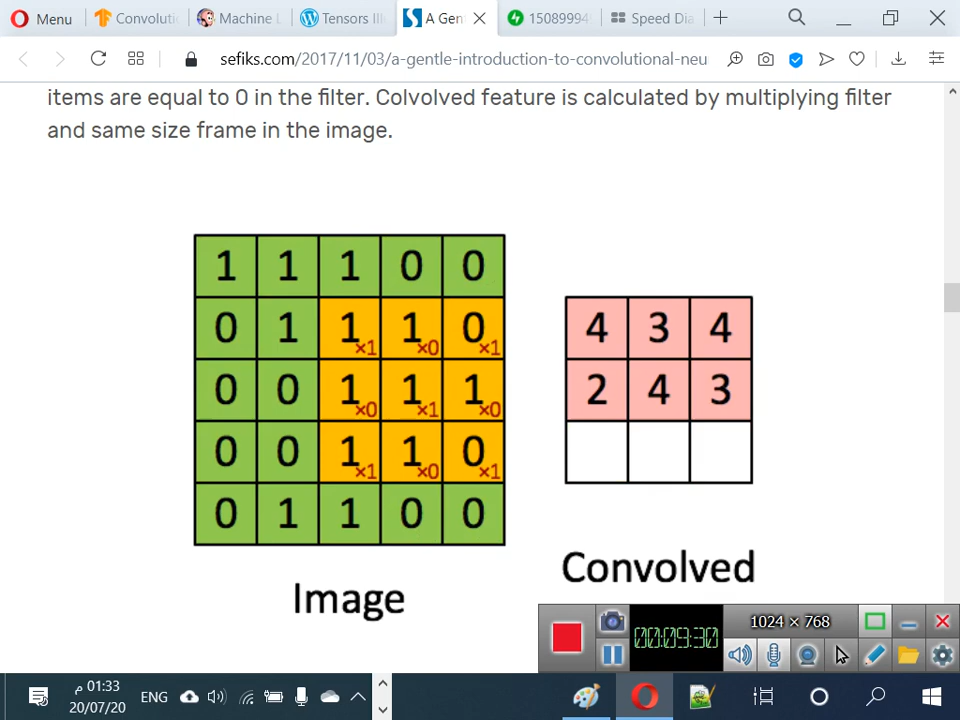 Menu Convoluti Machine L Tensors Ill A Gen 15089994 Speed Dia
sefiks.com/2017/11/03/a-gentle-introduction-to-convolutional-neu
items are equal to 0 in the filter. Colvolved feature is calculated by multiplying filter
and same size frame in the image.
1 1 1 0 0
0 1 1×1 1×0 0×1
0 0 1×0 1×1 1×0
0 0 1×1 1×0 0×1
0 1 1 0 0
4 3 4
2 4 3
Image
Convolved
00:09:30
1024 × 768
ENG
01:33 م
20/07/20